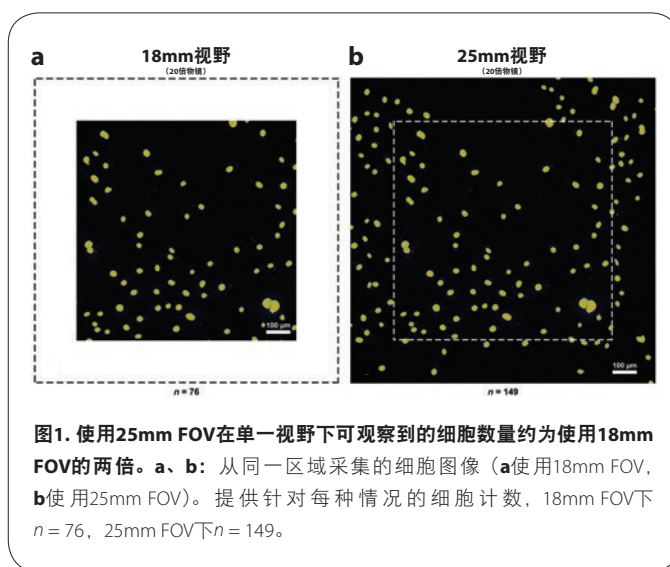 a
18mm视野
（20倍物镜）
b
25mm视野
（20倍物镜）
100 μm
100 μm
n = 76
n = 149
图1. 使用25mm FOV在单一视野下可观察到的细胞数量约为使用18mm
FOV的两倍。a、b：从同一区域采集的细胞图像（a使用18mm FOV,
b使用25mm FOV）。提供针对每种情况的细胞计数，18mm FOV下
n = 76，25mm FOV下n = 149。